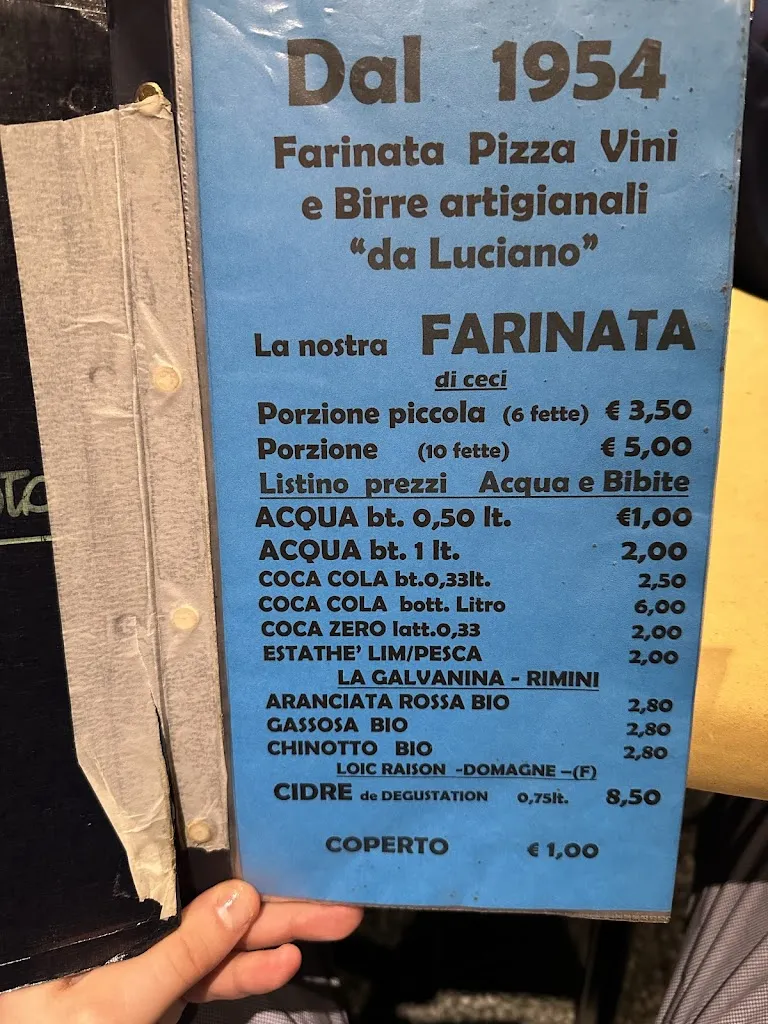 Dal 1954
Farinata Pizza Vini
e Birre artigianali
“da Luciano”
La nostra FARINATA
di ceci
Porzione piccola (6 fette) € 3,50
Porzione (10 fette) € 5,00
Listino prezzi Acqua e Bibite
ACQUA bt. 0,50 lt. €1,00
ACQUA bt. 1 lt. 2,00
COCA COLA bt.0,33lt. 2,50
COCA COLA bott. Litro 6,00
COCA ZERO latt.0,33 2,00
ESTATHE’ LIM/PESCA 2,00
LA GALVANINA - RIMINI
ARANCIATA ROSSA BIO 2,80
GASSOSA BIO 2,80
CHINOTTO BIO 2,80
LOIC RAISON -DOMAGNE –(F)
CIDRE de DEGUSTATION 0,75lt. 8,50
COPERTO € 1,00